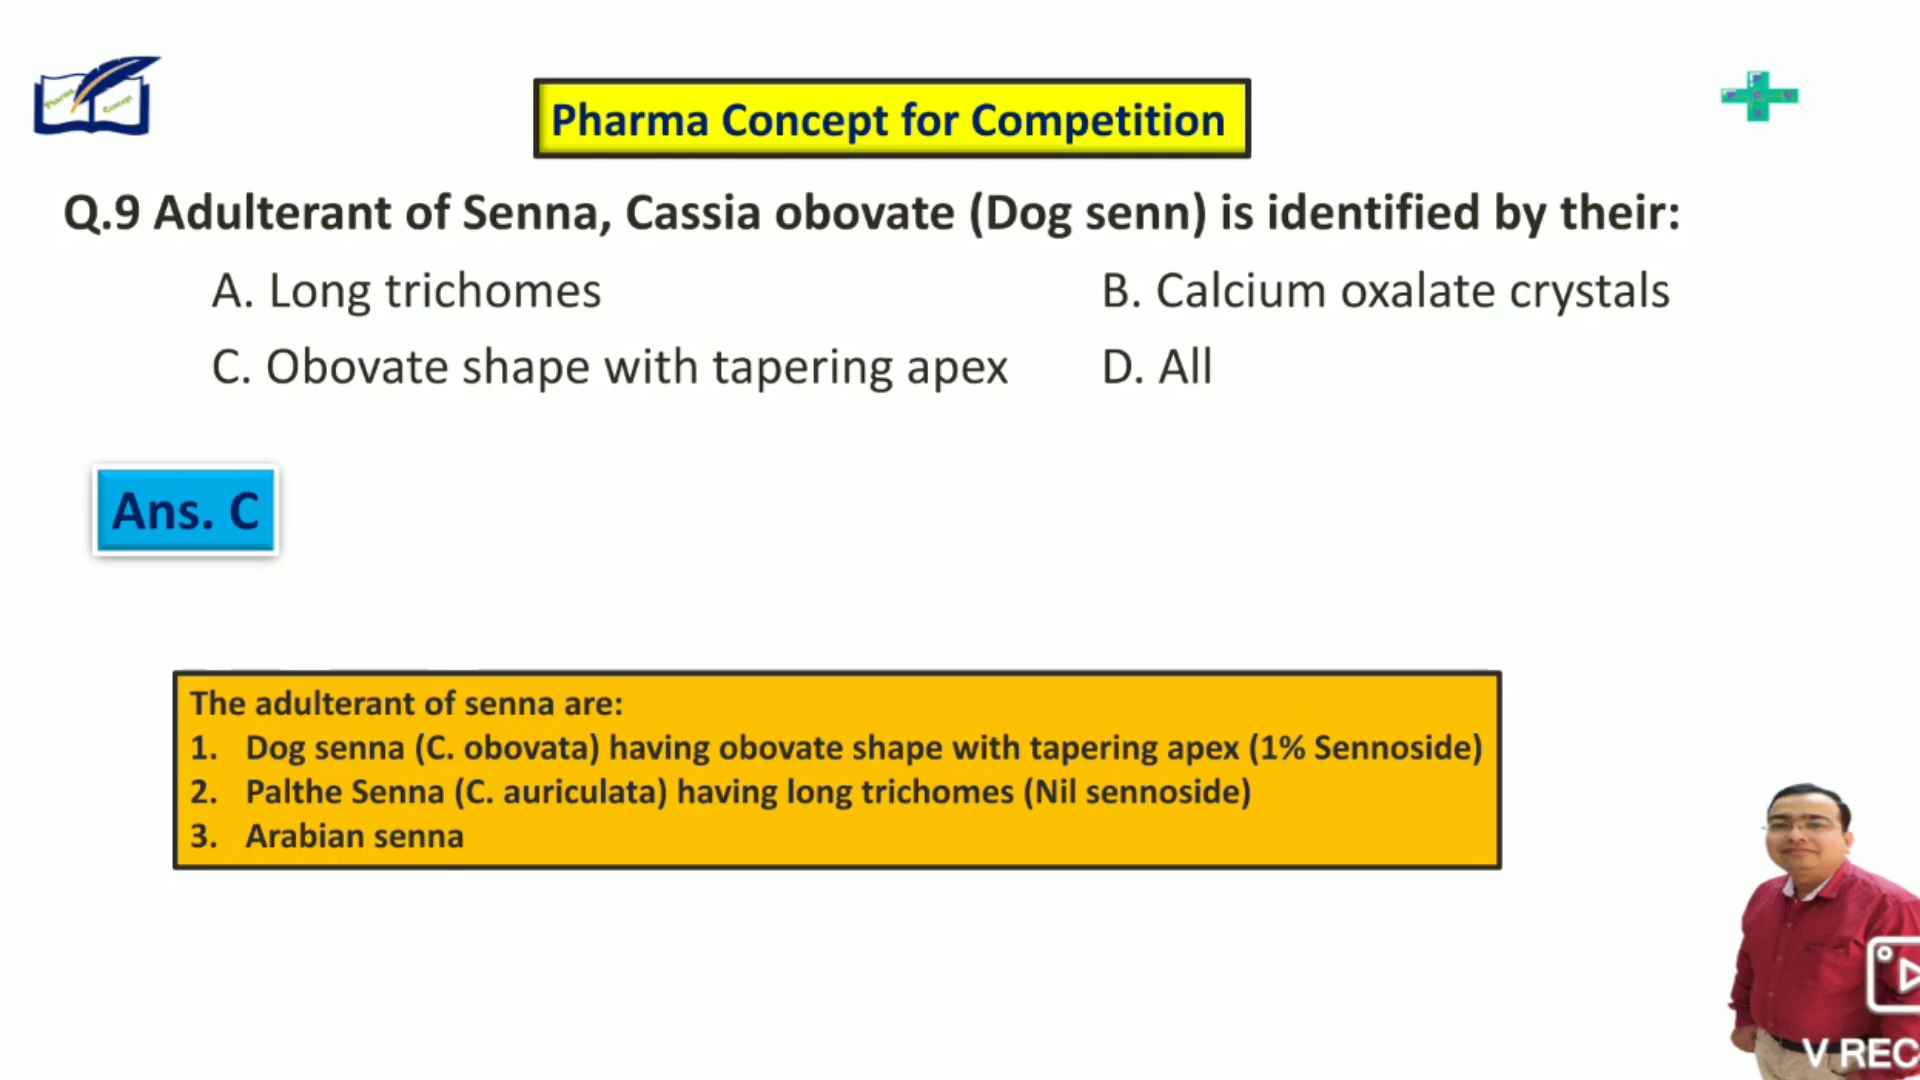 Pharma Concept
Pharma Concept for Competition
Q.9 Adulterant of Senna, Cassia obovate (Dog senn) is identified by their:
A. Long trichomes
B. Calcium oxalate crystals
C. Obovate shape with tapering apex
D. All
Ans. C
The adulterant of senna are:
1. Dog senna (C. obovata) having obovate shape with tapering apex (1% Sennoside)
2. Palthe Senna (C. auriculata) having long trichomes (Nil sennoside)
3. Arabian senna
V REC